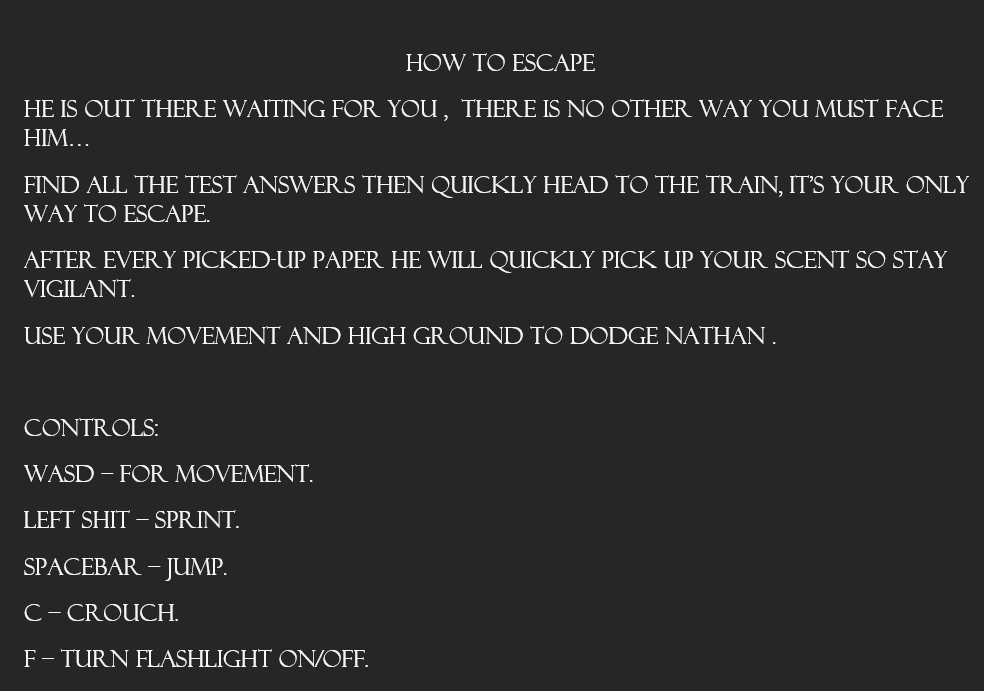 HOW TO ESCAPE
HE IS OUT THERE WAITING FOR YOU , THERE IS NO OTHER WAY YOU MUST FACE
HIM...
FIND ALL THE TEST ANSWERS THEN QUICKLY HEAD TO THE TRAIN, IT'S YOUR ONLY
WAY TO ESCAPE.
AFTER EVERY PICKED-UP PAPER HE WILL QUICKLY PICK UP YOUR SCENT SO STAY
VIGILANT.
USE YOUR MOVEMENT AND HIGH GROUND TO DODGE NATHAN .
CONTROLS:
WASD – FOR MOVEMENT.
LEFT SHIT – SPRINT.
SPACEBAR – JUMP.
C – CROUCH.
F – TURN FLASHLIGHT ON/OFF.